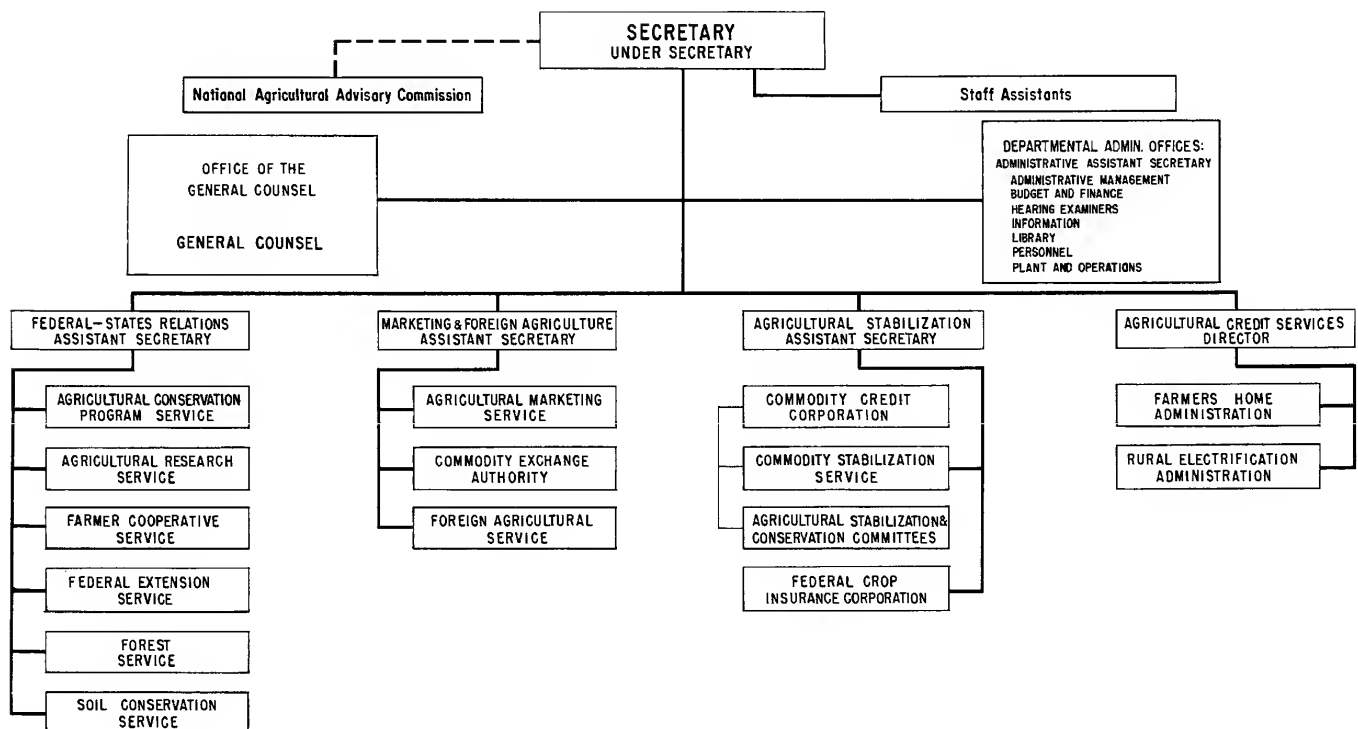 SECRETARY
UNDER SECRETARY
National Agricultural Advisory Commission
Staff Assistants
OFFICE OF THE
GENERAL COUNSEL
GENERAL COUNSEL
DEPARTMENTAL ADMIN. OFFICES:
ADMINISTRATIVE ASSISTANT SECRETARY
ADMINISTRATIVE MANAGEMENT
BUDGET AND FINANCE
HEARING EXAMINERS
INFORMATION
LIBRARY
PERSONNEL
PLANT AND OPERATIONS
FEDERAL-STATES RELATIONS
ASSISTANT SECRETARY
AGRICULTURAL CONSERVATION
PROGRAM SERVICE
AGRICULTURAL RESEARCH
SERVICE
FARMER COOPERATIVE
SERVICE
FEDERAL EXTENSION
SERVICE
FOREST
SERVICE
SOIL CONSERVATION
SERVICE
MARKETING & FOREIGN AGRICULTURE
ASSISTANT SECRETARY
AGRICULTURAL MARKETING
SERVICE
COMMODITY EXCHANGE
AUTHORITY
FOREIGN AGRICULTURAL
SERVICE
AGRICULTURAL STABILIZATION
ASSISTANT SECRETARY
COMMODITY CREDIT
CORPORATION
COMMODITY STABILIZATION
SERVICE
AGRICULTURAL STABILIZATION&
CONSERVATION COMMITTEES
FEDERAL CROP
INSURANCE CORPORATION
AGRICULTURAL CREDIT SERVICES
DIRECTOR
FARMERS HOME
ADMINISTRATION
RURAL ELECTRIFICATION
ADMINISTRATION